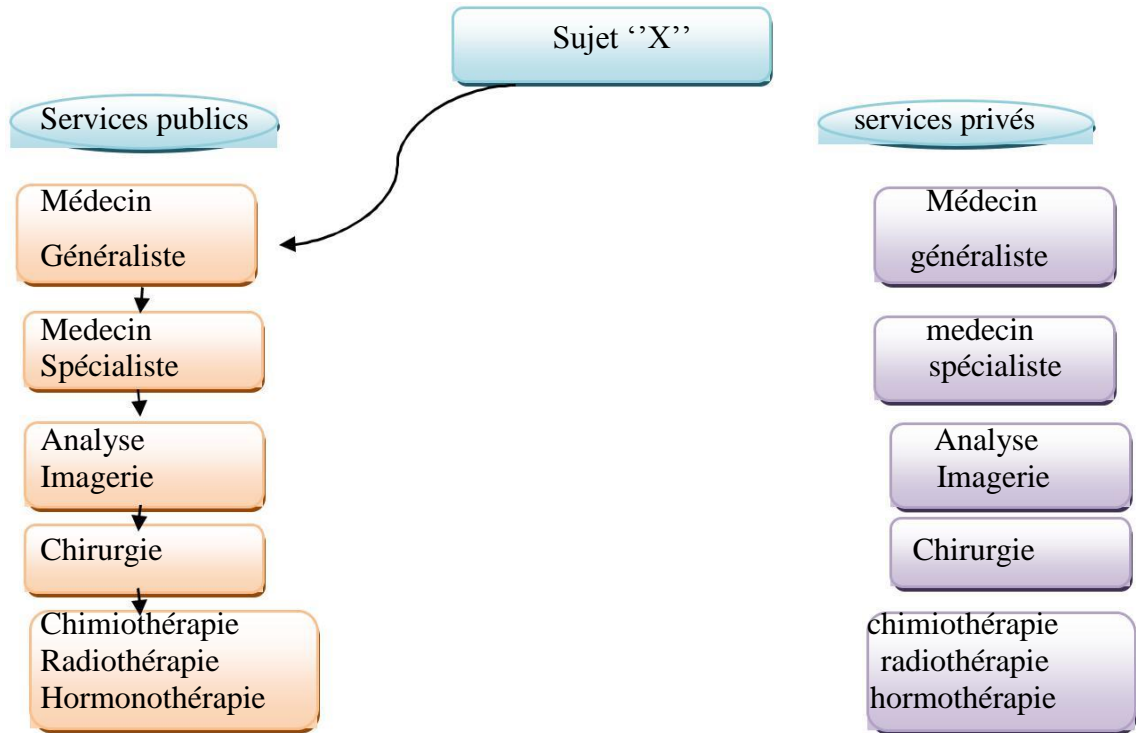 Sujet ‘’X’’
Services publics
services privés
Médecin
Généraliste
Medecin
Spécialiste
Analyse
Imagerie
Chirurgie
Chimiothérapie
Radiothérapie
Hormonothérapie
Médecin
généraliste
medecin
spécialiste
Analyse
Imagerie
Chirurgie
chimiothérapie
radiothérapie
hormothérapie